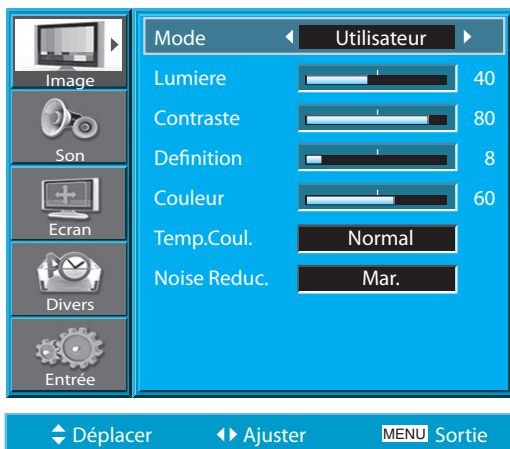 Image
Son
Ecran
Divers
Entrée
Mode Utilisateur
Lumiere 40
Contraste 80
Definition 8
Couleur 60
Temp.Coul. Normal
Noise Reduc. Mar.
Déplacer Ajuster MENU Sortie